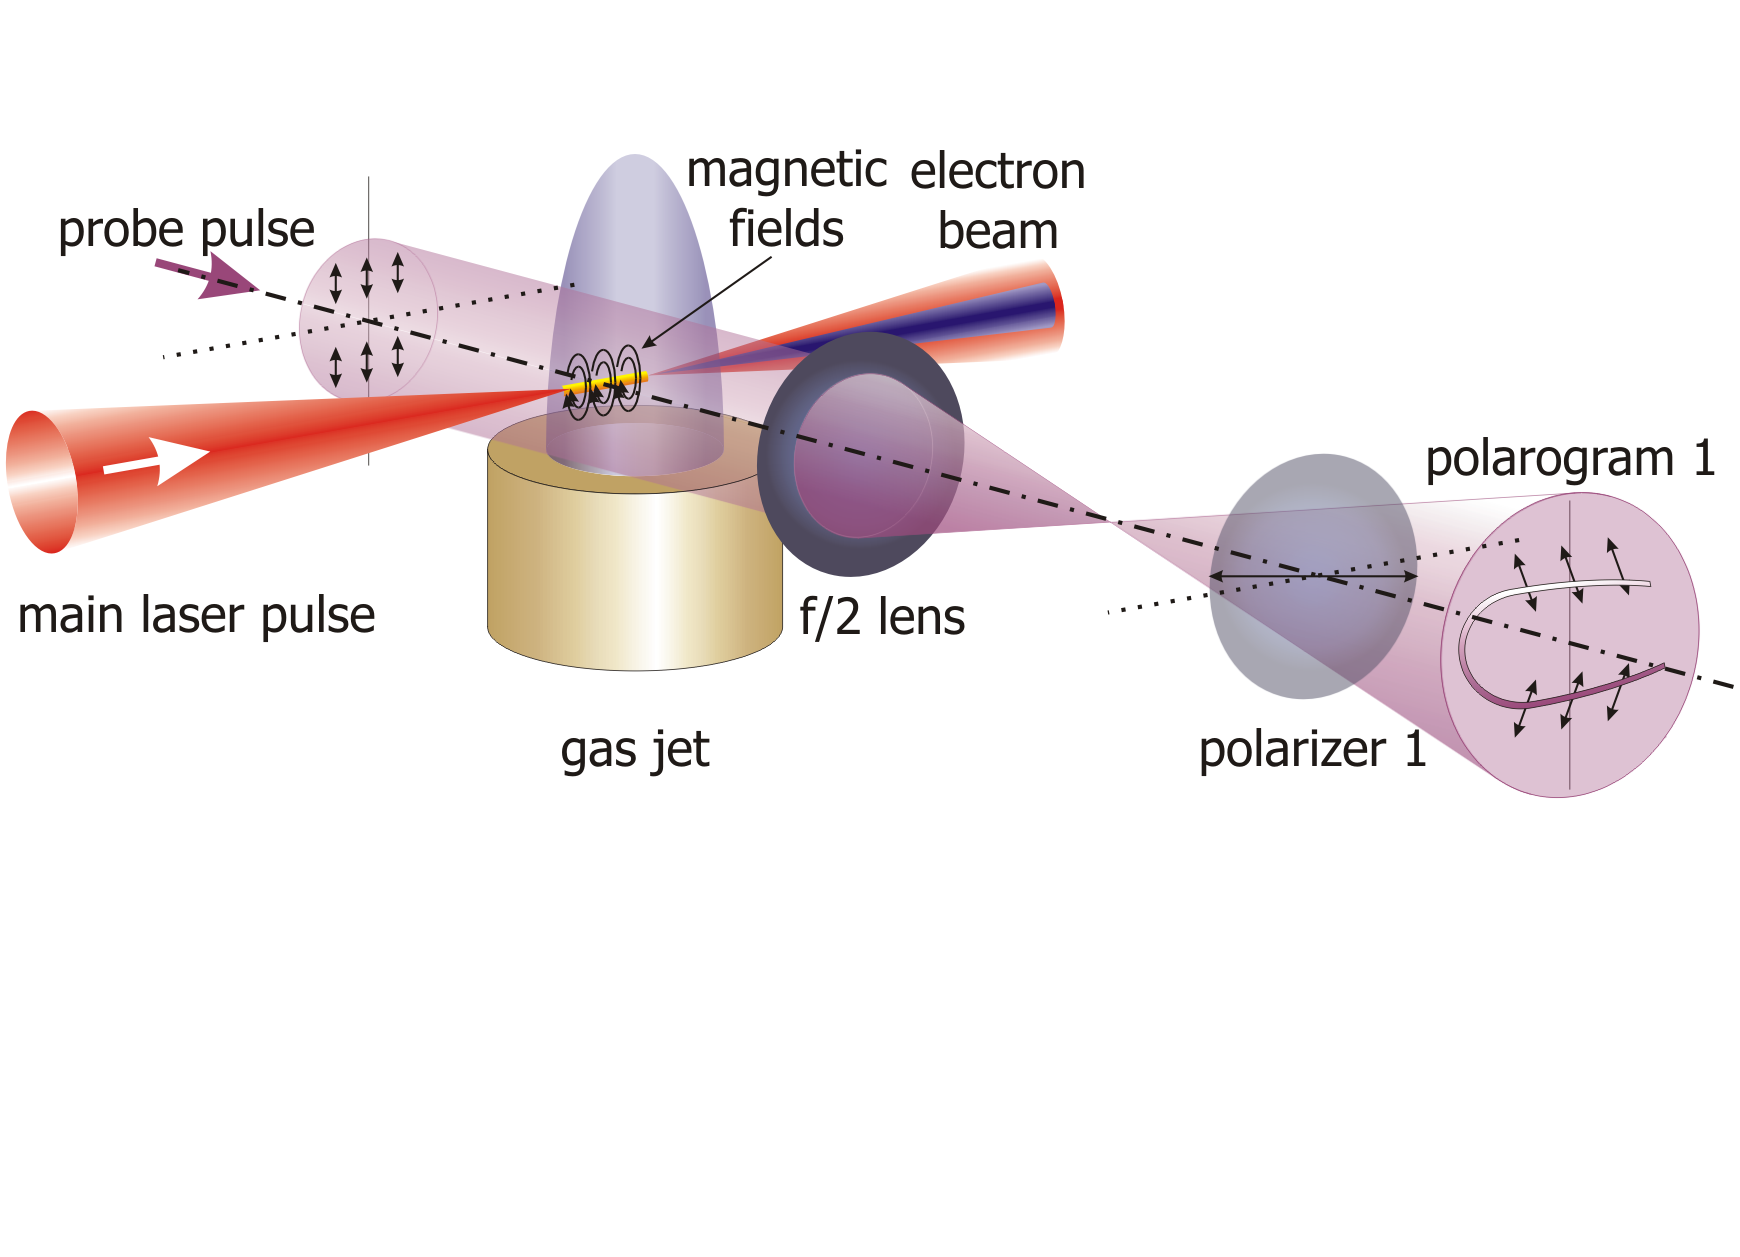 probe pulse
magnetic
fields
electron
beam
main laser pulse
gas jet
f/2 lens
polarizer 1
polarogram 1